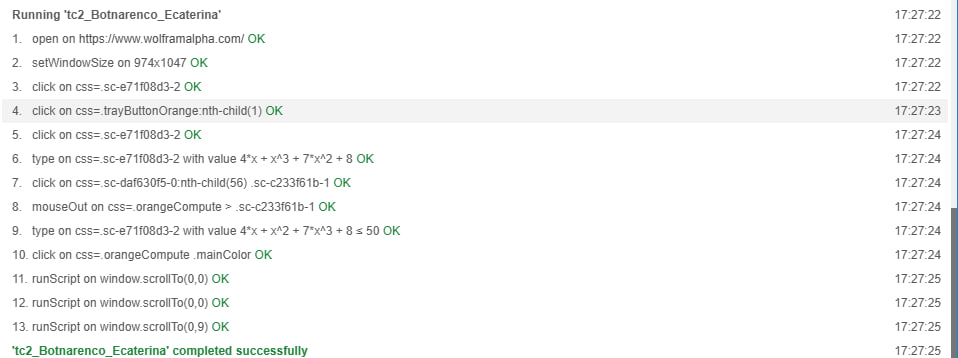 Running 'tc2_Botnarenco_Ecaterina' 17:27:22
1. open on https://www.wolframalpha.com/ OK 17:27:22
2. setWindowSize on 974x1047 OK 17:27:22
3. click on css=.sc-e71f08d3-2 OK 17:27:22
4. click on css=.trayButtonOrange:nth-child(1) OK 17:27:23
5. click on css=.sc-e71f08d3-2 OK 17:27:24
6. type on css=.sc-e71f08d3-2 with value 4*x + x^3 + 7*x^2 + 8 OK 17:27:24
7. click on css=.sc-daf630f5-0:nth-child(56) .sc-c233f61b-1 OK 17:27:24
8. mouseOut on css=.orangeCompute > .sc-c233f61b-1 OK 17:27:24
9. type on css=.sc-e71f08d3-2 with value 4*x + x^2 + 7*x^3 + 8 ≤ 50 OK 17:27:24
10. click on css=.orangeCompute .mainColor OK 17:27:24
11. runScript on window.scrollTo(0,0) OK 17:27:25
12. runScript on window.scrollTo(0,0) OK 17:27:25
13. runScript on window.scrollTo(0,9) OK 17:27:25
'tc2_Botnarenco_Ecaterina' completed successfully 17:27:25